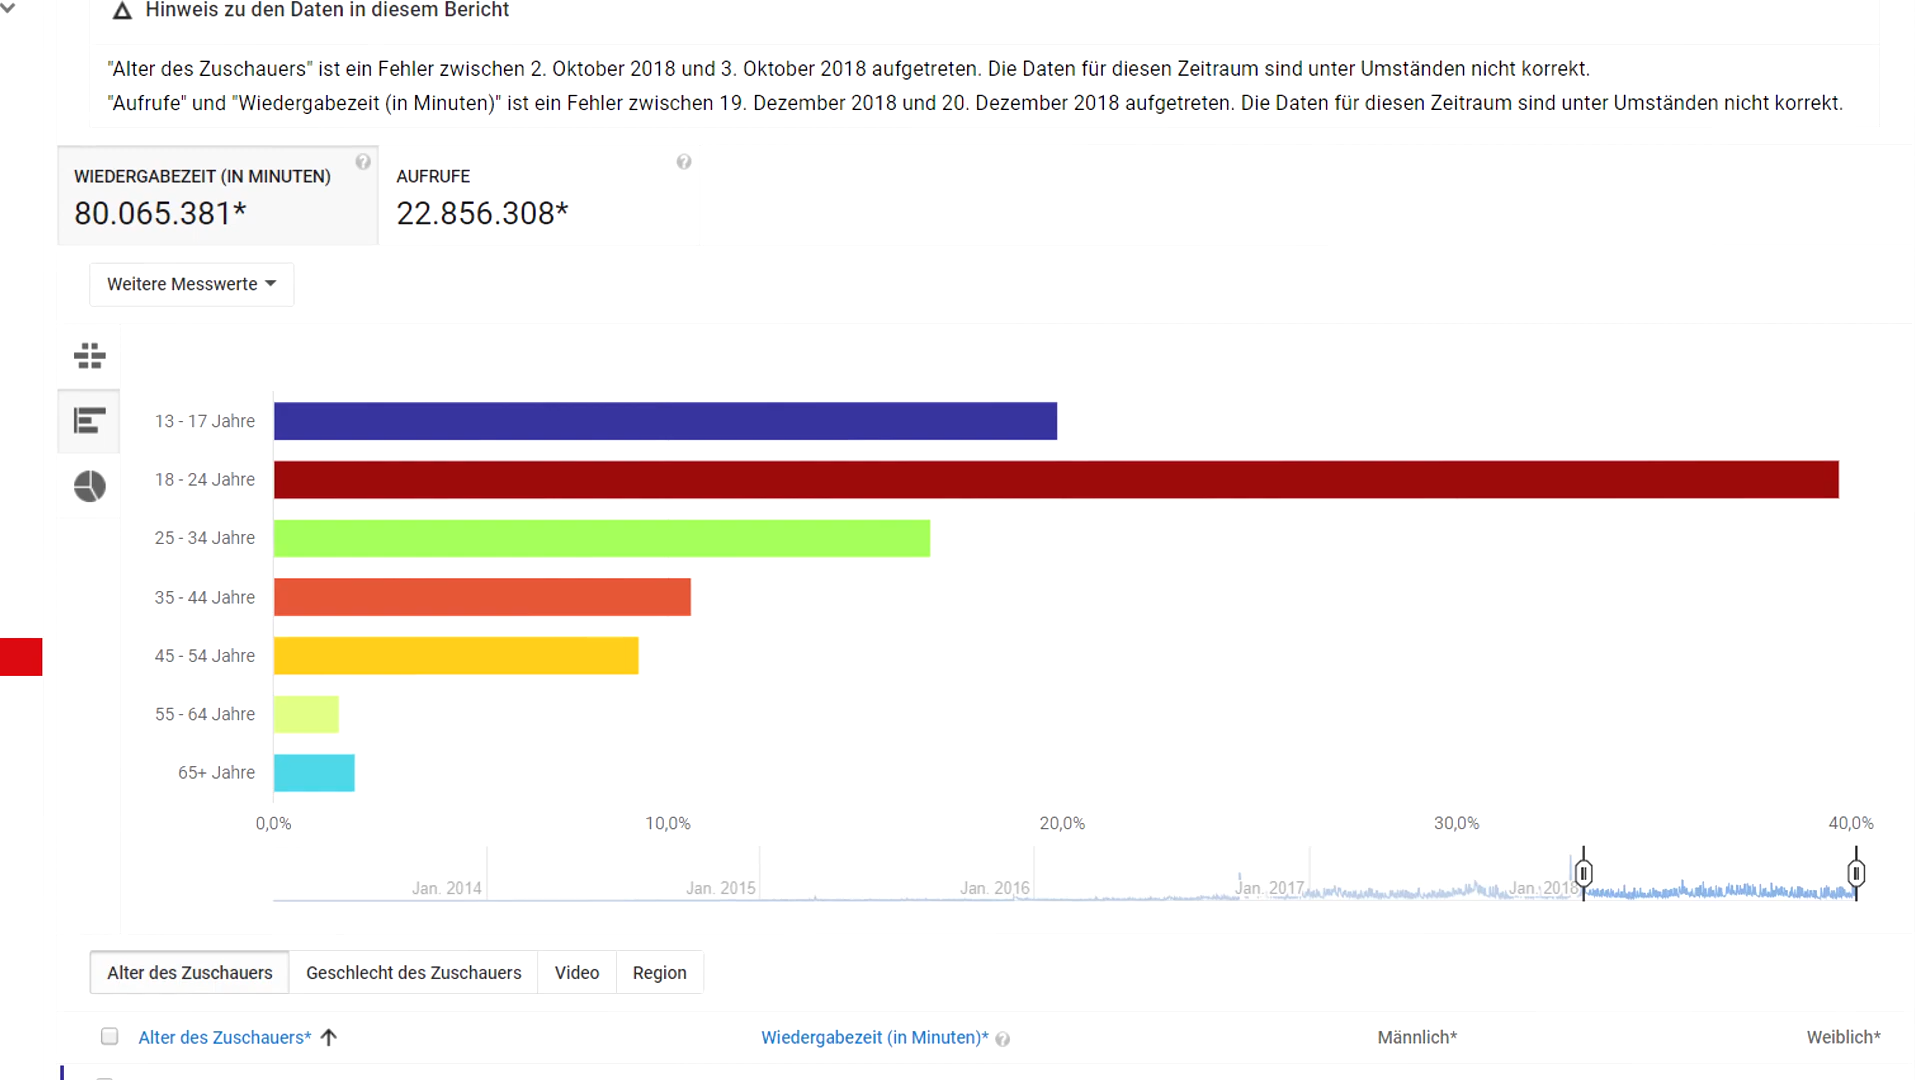 Hinweis zu den Daten in diesem Bericht
"Alter des Zuschauers" ist ein Fehler zwischen 2. Oktober 2018 und 3. Oktober 2018 aufgetreten. Die Daten für diesen Zeitraum sind unter Umständen nicht korrekt.
"Aufrufe" und "Wiedergabezeit (in Minuten)" ist ein Fehler zwischen 19. Dezember 2018 und 20. Dezember 2018 aufgetreten. Die Daten für diesen Zeitraum sind unter Umständen nicht korrekt.
WIEDERGABEZEIT (IN MINUTEN) ? AUFRUFE ?
80.065.381* 22.856.308*
Weitere Messwerte
13 - 17 Jahre
18 - 24 Jahre
25 - 34 Jahre
35 - 44 Jahre
45 - 54 Jahre
55 - 64 Jahre
65+ Jahre
0,0% 10,0% 20,0% 30,0% 40,0%
Jan. 2014 Jan. 2015 Jan. 2016 Jan. 2017 Jan. 2018
Alter des Zuschauers Geschlecht des Zuschauers Video Region
Alter des Zuschauers* Wiedergabezeit (in Minuten)* ? Männlich* Weiblich*